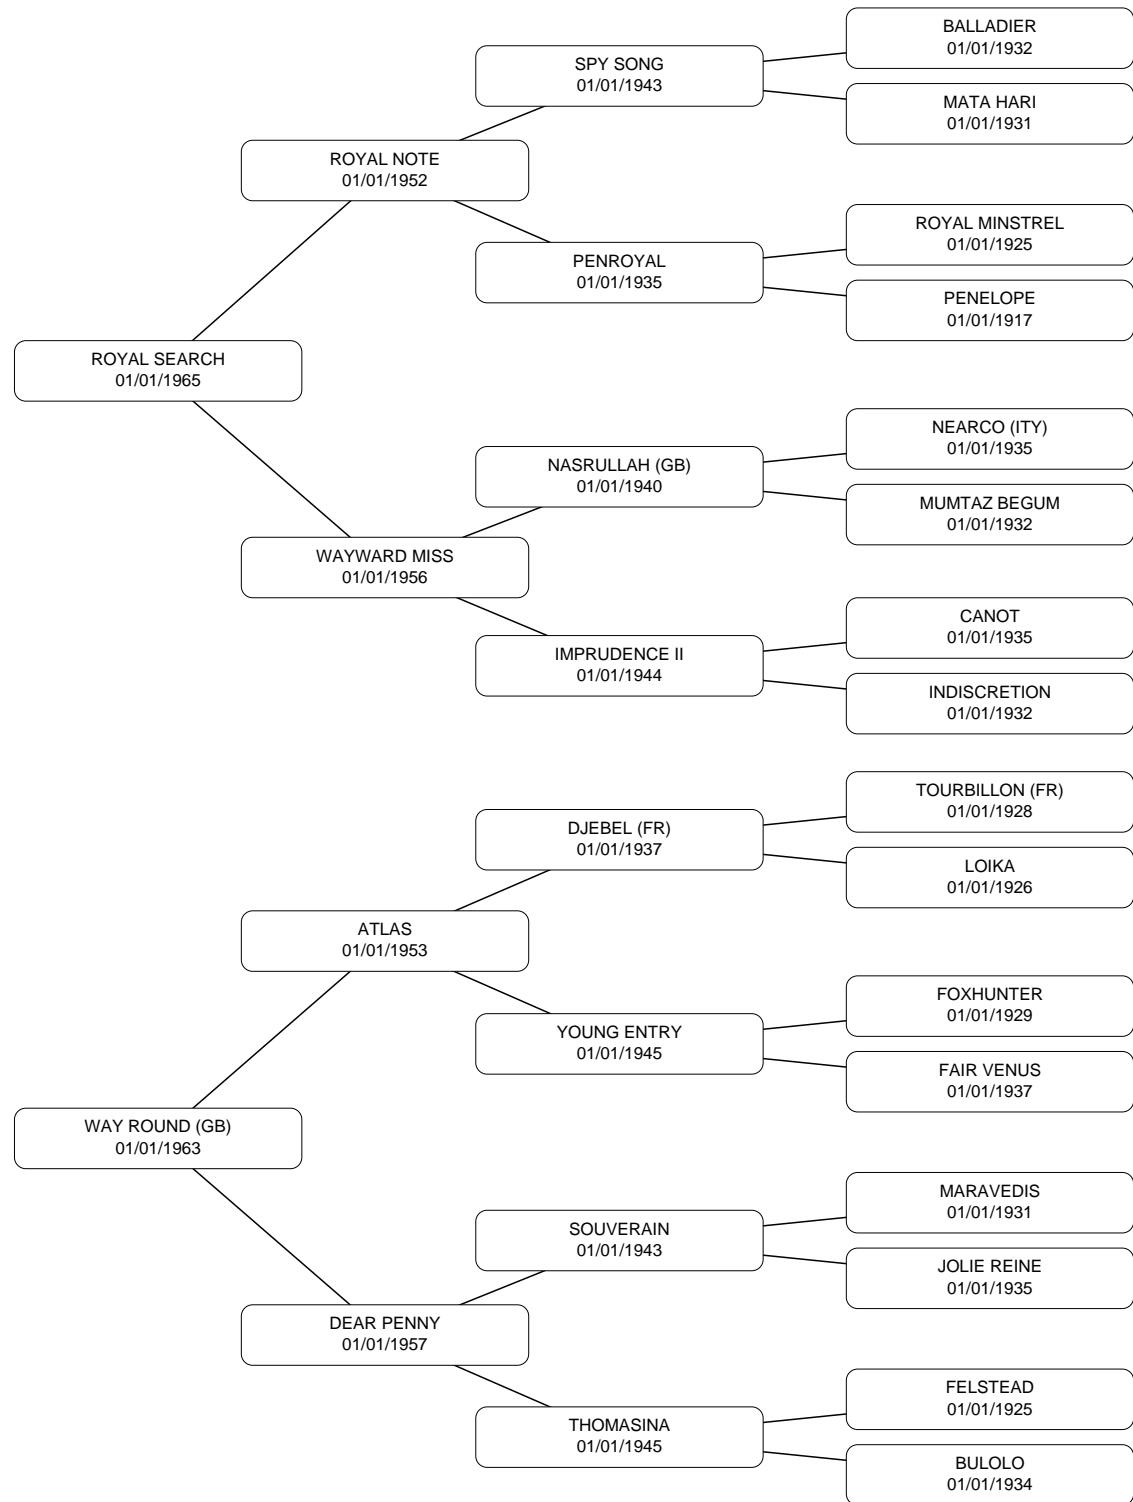 BALLADIER
01/01/1932
SPY SONG
01/01/1943
MATA HARI
01/01/1931
ROYAL NOTE
01/01/1952
ROYAL MINSTREL
01/01/1925
PENROYAL
01/01/1935
PENELOPE
01/01/1917
ROYAL SEARCH
01/01/1965
NEARCO (ITY)
01/01/1935
NASRULLAH (GB)
01/01/1940
MUMTAZ BEGUM
01/01/1932
WAYWARD MISS
01/01/1956
CANOT
01/01/1935
IMPRUDENCE II
01/01/1944
INDISCRETION
01/01/1932
TOURBILLON (FR)
01/01/1928
DJEBEL (FR)
01/01/1937
LOIKA
01/01/1926
ATLAS
01/01/1953
FOXHUNTER
01/01/1929
YOUNG ENTRY
01/01/1945
FAIR VENUS
01/01/1937
WAY ROUND (GB)
01/01/1963
MARAVEDIS
01/01/1931
SOUVERAIN
01/01/1943
JOLIE REINE
01/01/1935
DEAR PENNY
01/01/1957
FELSTEAD
01/01/1925
THOMASINA
01/01/1945
BULOLO
01/01/1934